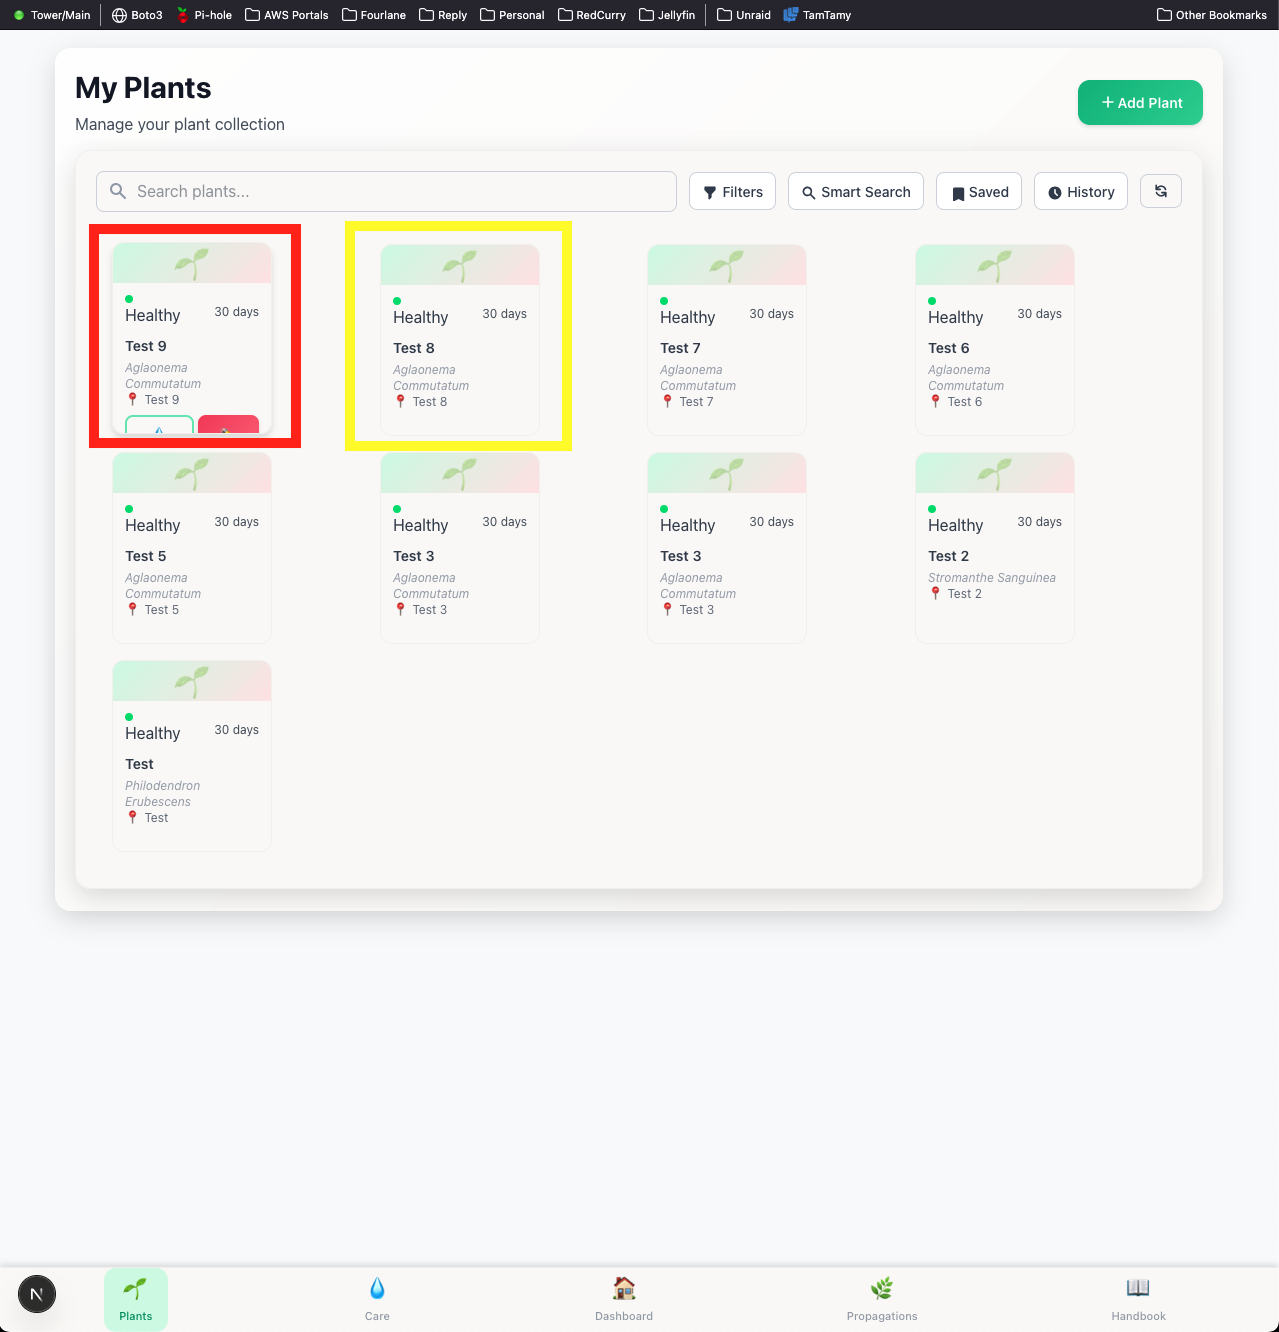 Tower/Main Boto3 Pi-hole AWS Portals Fourlane Reply Personal RedCurry Jellyfin Unraid TamTamy Other Bookmarks
My Plants
Manage your plant collection
+ Add Plant
Search plants...
Filters
Smart Search
Saved
History
Healthy 30 days
Test 9
Aglaonema
Commutatum
Test 9
Healthy 30 days
Test 8
Aglaonema
Commutatum
Test 8
Healthy 30 days
Test 7
Aglaonema
Commutatum
Test 7
Healthy 30 days
Test 6
Aglaonema
Commutatum
Test 6
Healthy 30 days
Test 5
Aglaonema
Commutatum
Test 5
Healthy 30 days
Test 3
Aglaonema
Commutatum
Test 3
Healthy 30 days
Test 3
Aglaonema
Commutatum
Test 3
Healthy 30 days
Test 2
Stromanthe Sanguinea
Test 2
Healthy 30 days
Test
Philodendron
Erubescens
Test
N
Plants
Care
Dashboard
Propagations
Handbook